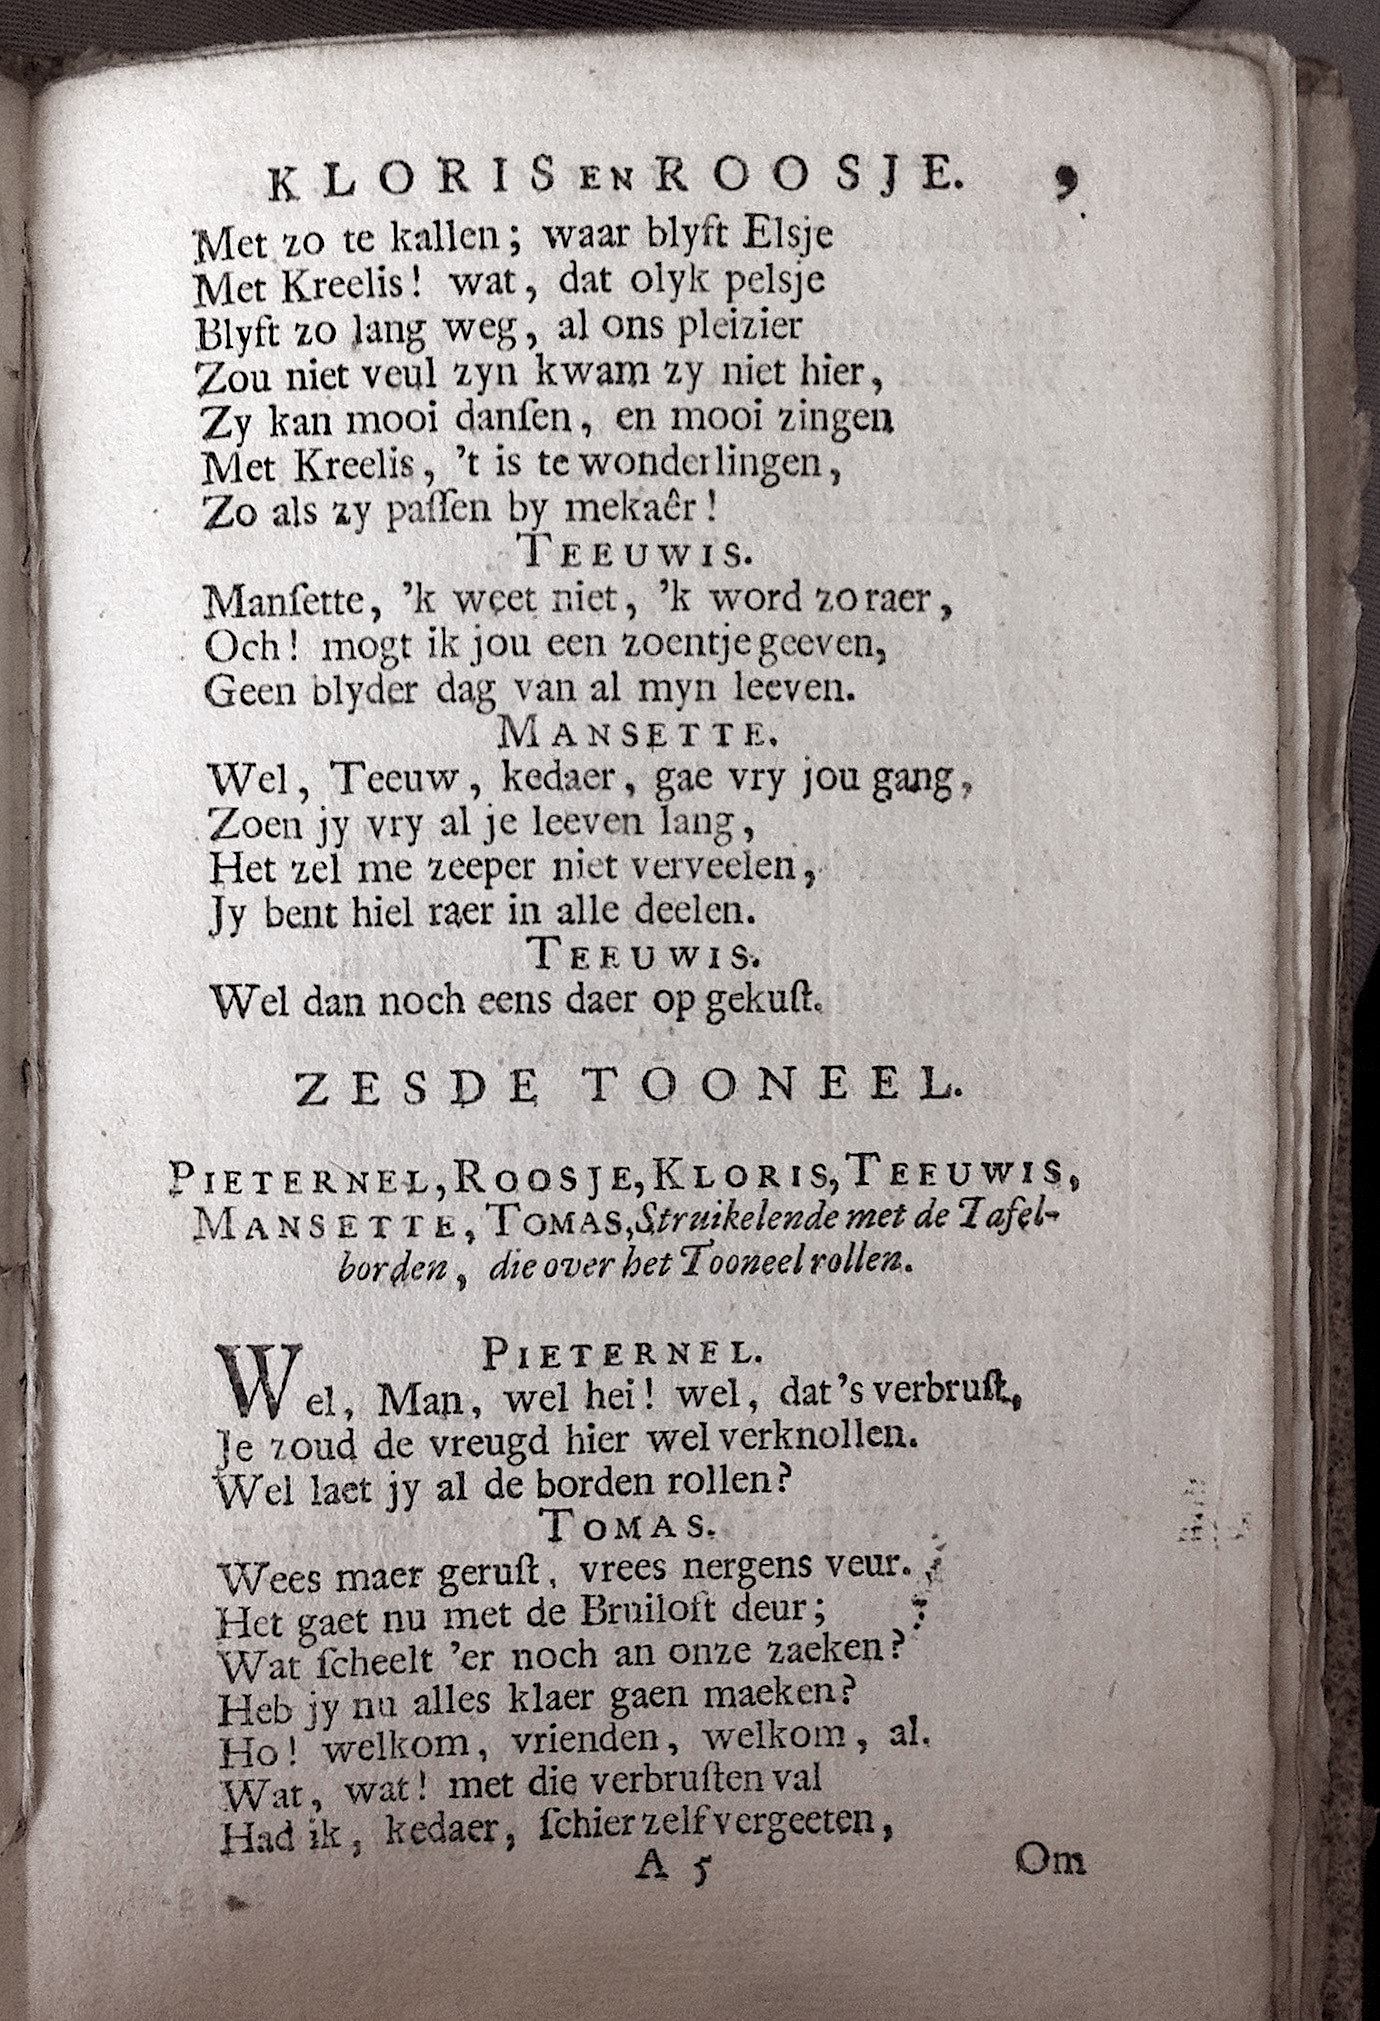 KLORIS EN ROOSJE. 9
Met zo te kallen; waar blyft Elsje
Met Kreelis! wat, dat olyk pelsje
Blyft zo lang weg, al ons pleizier
Zou niet veul zyn kwam zy niet hier,
Zy kan mooi danſen, en mooi zingen
Met Kreelis, 't is te wonderlingen,
Zo als zy paſſen by mekaêr!
TEEUWIS.
Manſette, 'k weet niet, 'k word zo raer,
Och! mogt ik jou een zoentje geeven,
Geen blyder dag van al myn leeven.
MANSETTE.
Wel, Teeuw, kedaer, gae vry jou gang,
Zoen jy vry al je leeven lang,
Het zel me zeeper niet verveelen,
Jy bent hiel raer in alle deelen.
TEEUWIS.
Wel dan noch eens daer op gekuſt.
ZESDE TOONEEL.
PIETERNEL, ROOSJE, KLORIS, TEEUWIS,
MANSETTE, TOMAS, Struikelende met de Tafel-
borden, die over het Tooneel rollen.
PIETERNEL.
Wel, Man, wel hei! wel, dat's verbruſt,
Je zoud de vreugd hier wel verknollen.
Wel laet jy al de borden rollen?
TOMAS.
Wees maer geruſt, vrees nergens veur.
Het gaet nu met de Bruiloft deur;
Wat ſcheelt 'er noch an onze zaeken?
Heb jy nu alles klaer gaen maeken?
Ho! welkom, vrienden, welkom, al.
Wat, wat! met die verbruſten val
Had ik, kedaer, ſchier zelf vergeeten,
A 5 Om